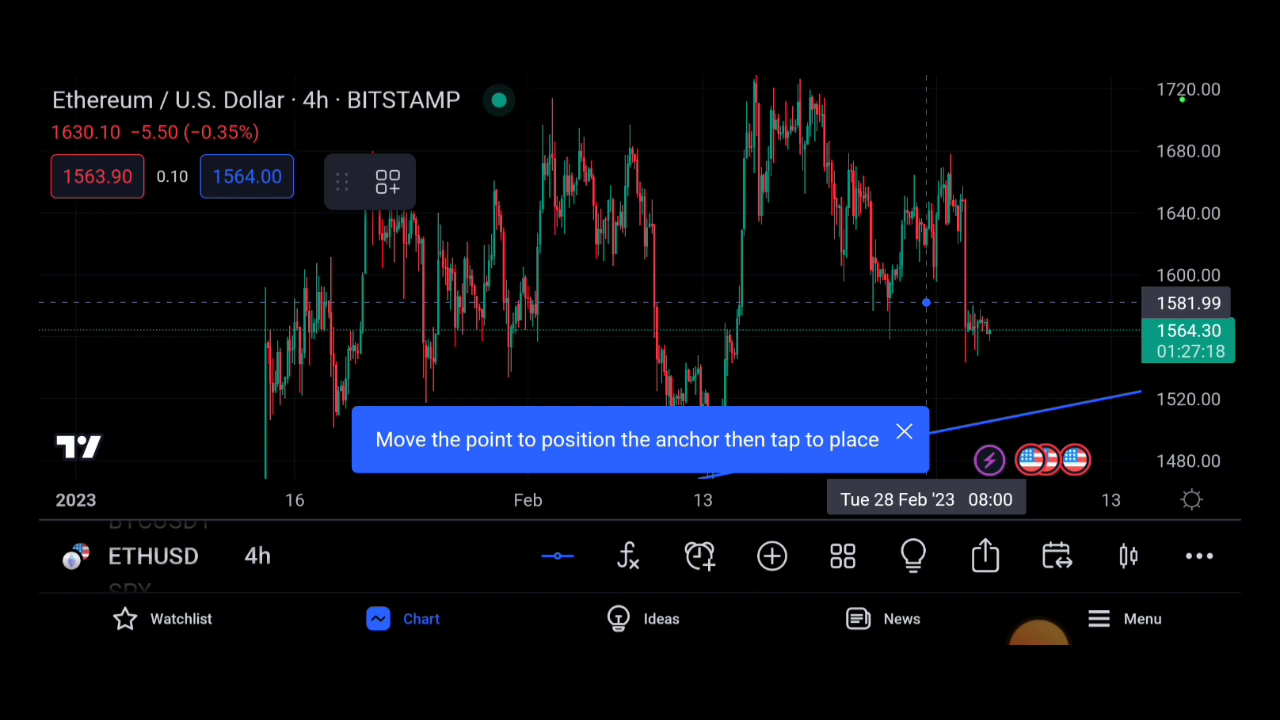 Ethereum / U.S. Dollar · 4h · BITSTAMP
1630.10 −5.50 (−0.35%)
1563.90 0.10 1564.00
1720.00
1680.00
1640.00
1600.00
1581.99
1564.30
01:27:18
1520.00
1480.00
Move the point to position the anchor then tap to place
2023 16 Feb 13 Tue 28 Feb '23 08:00 13
BTCUSDT
ETHUSD 4h
SPX
Watchlist Chart Ideas News Menu